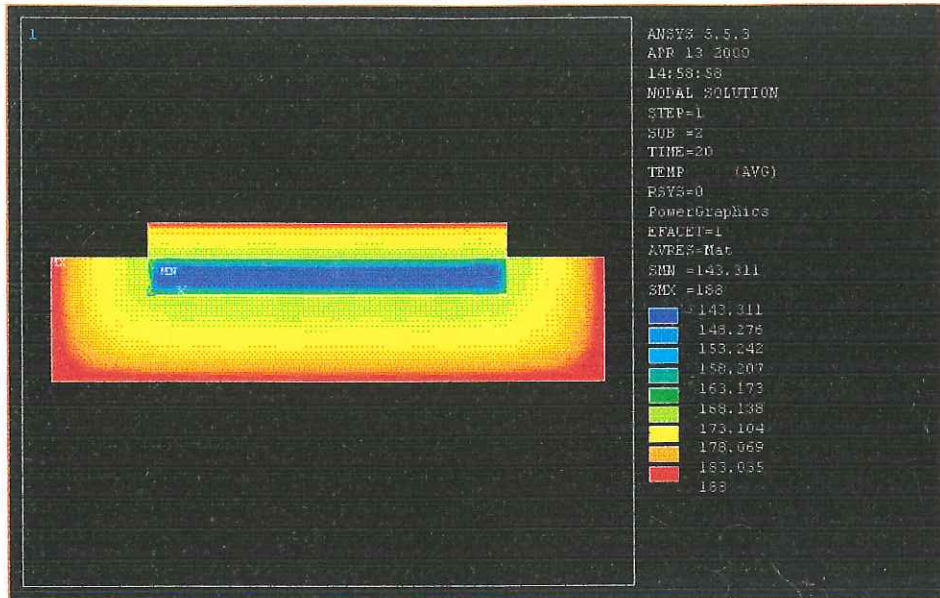 1
ANSYS 5.5.3
APR 13 2000
14:58:58
NODAL SOLUTION
STEP=1
SUB =2
TIME=20
TEMP (AVG)
RSYS=0
PowerGraphics
EFACET=1
AVRES=Mat
SMN =143.311
SMX =188
MX
MN
X
143.311
148.276
153.242
158.207
163.173
168.138
173.104
178.069
183.035
188